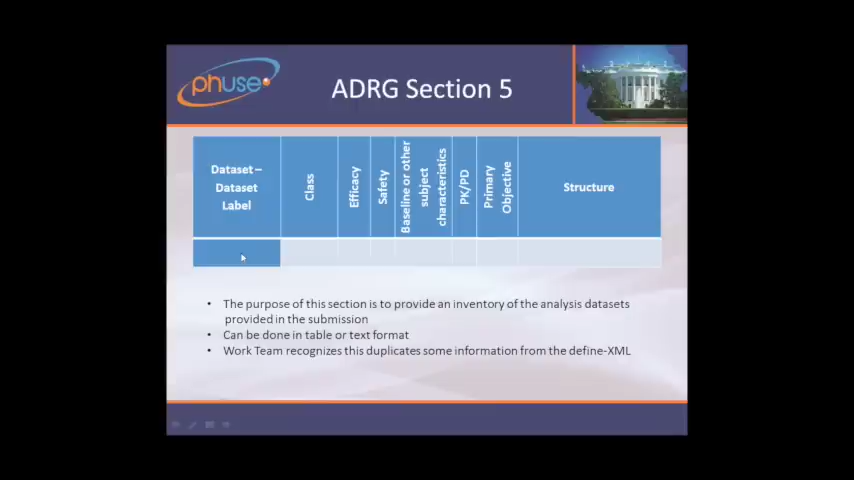 phuse
ADRG Section 5
Dataset –
Dataset
Label
Class
Efficacy
Safety
Baseline or other
subject
characteristics
PK/PD
Primary
Objective
Structure
• The purpose of this section is to provide an inventory of the analysis datasets
provided in the submission
• Can be done in table or text format
• Work Team recognizes this duplicates some information from the define-XML